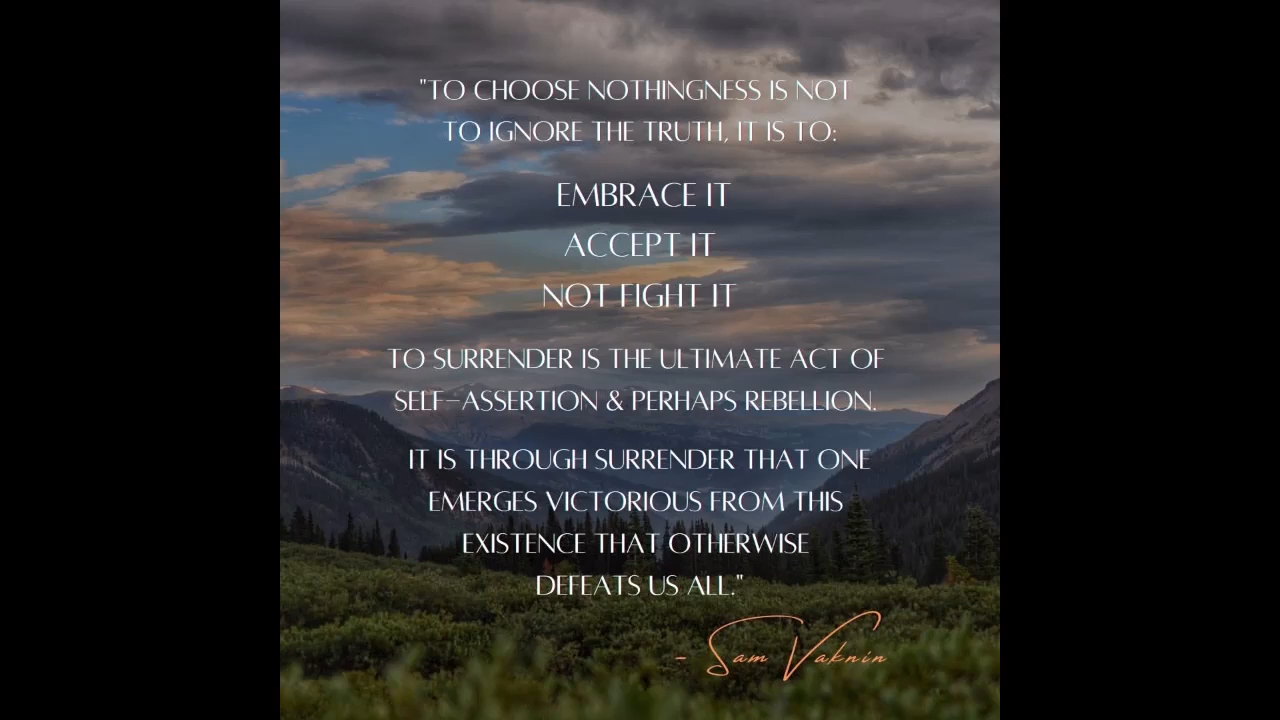 "TO CHOOSE NOTHINGNESS IS NOT
TO IGNORE THE TRUTH, IT IS TO:
EMBRACE IT
ACCEPT IT
NOT FIGHT IT
TO SURRENDER IS THE ULTIMATE ACT OF
SELF-ASSERTION & PERHAPS REBELLION.
IT IS THROUGH SURRENDER THAT ONE
EMERGES VICTORIOUS FROM THIS
EXISTENCE THAT OTHERWISE
DEFEATS US ALL."
- Sam Vaknin